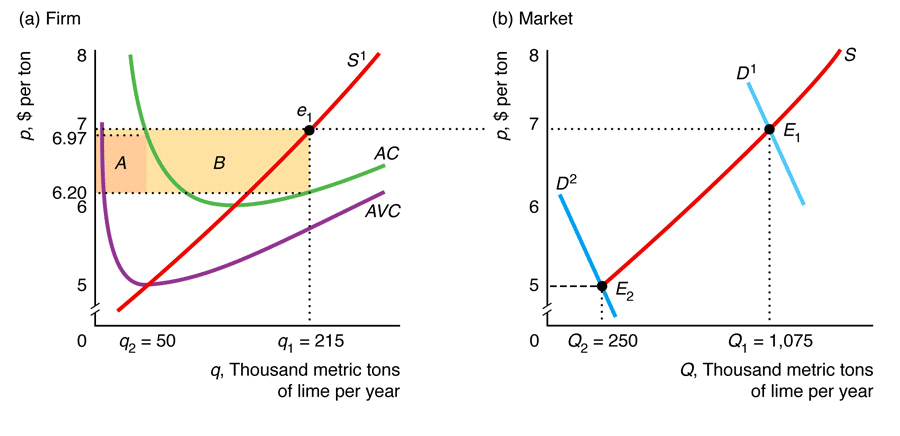 (a) Firm
p, $ per ton
8
7
6.97
6.20
6
5
0
A
B
e1
S1
AC
AVC
q2 = 50
q1 = 215
q, Thousand metric tons
of lime per year
(b) Market
p, $ per ton
8
7
6
5
0
D1
S
E1
D2
E2
Q2 = 250
Q1 = 1,075
Q, Thousand metric tons
of lime per year